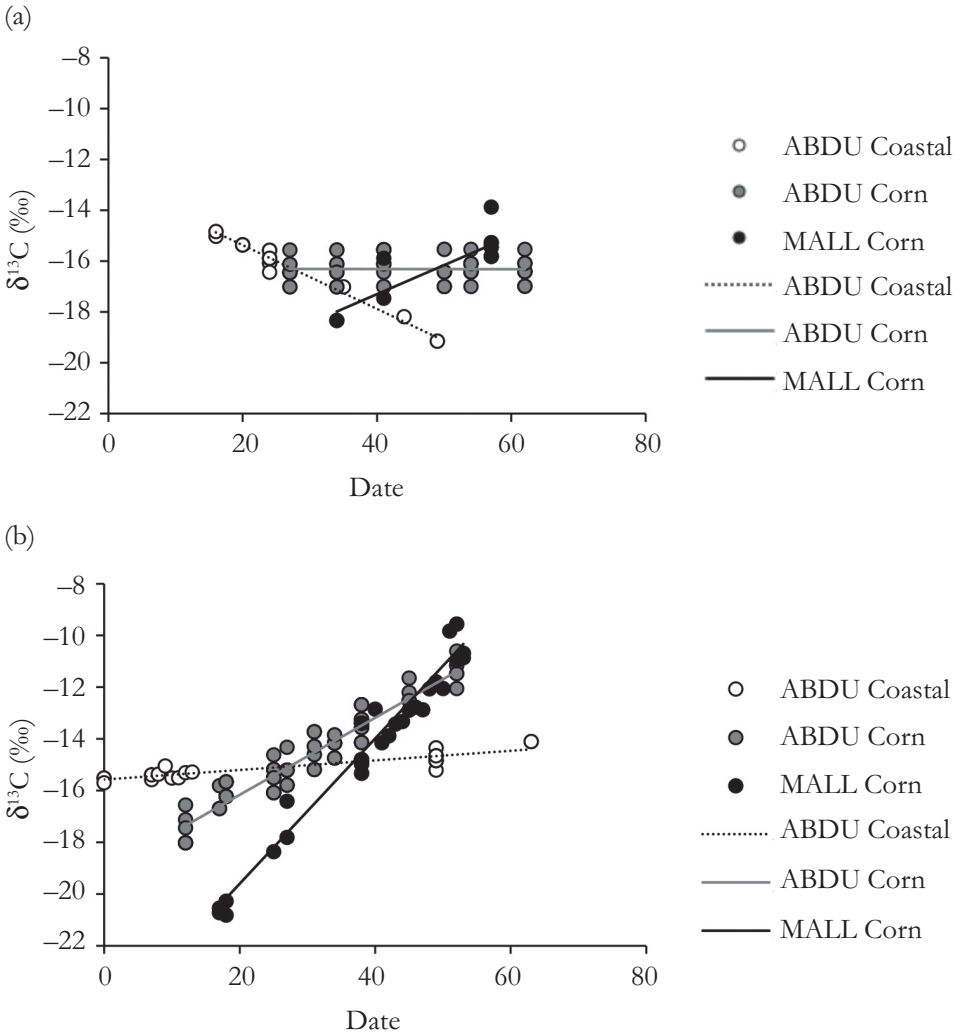 (a)
–8
–10
–12
–14
–16
–18
–20
–22
δ¹³C (‰)
0 20 40 60 80
Date
ABDU Coastal
ABDU Corn
MALL Corn
ABDU Coastal
ABDU Corn
MALL Corn
(b)
–8
–10
–12
–14
–16
–18
–20
–22
δ¹³C (‰)
0 20 40 60 80
Date
ABDU Coastal
ABDU Corn
MALL Corn
ABDU Coastal
ABDU Corn
MALL Corn